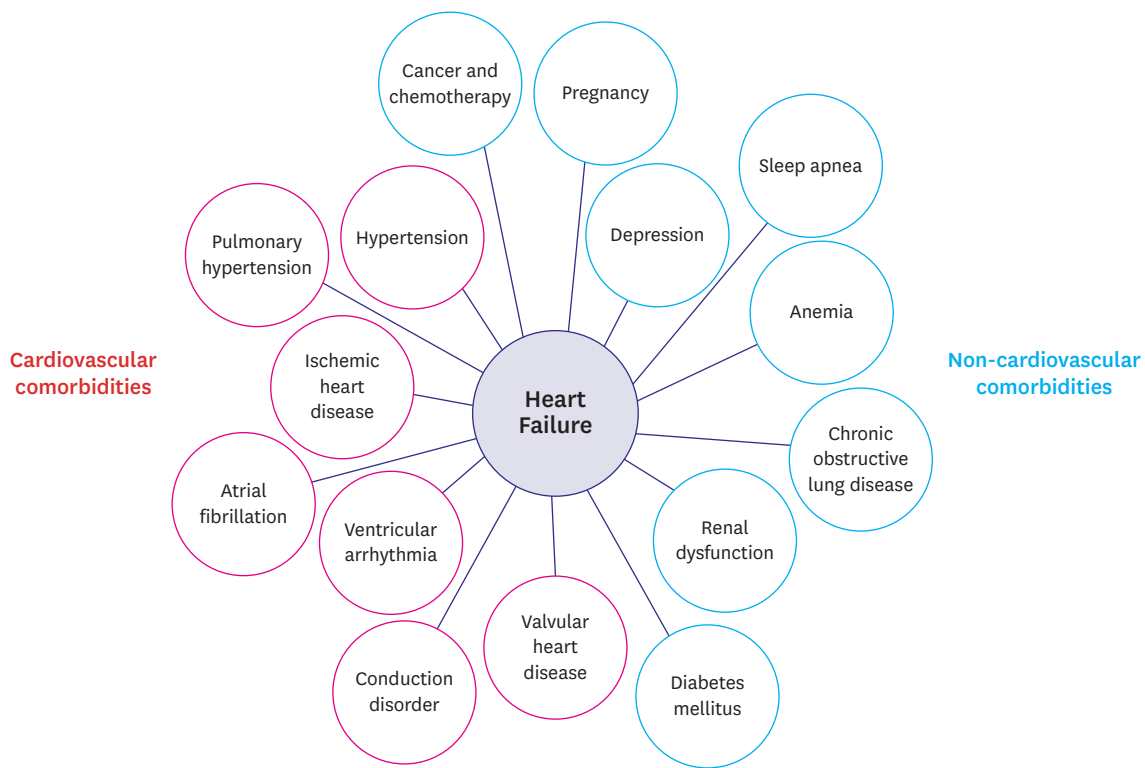 Cancer and
chemotherapy
Pregnancy
Sleep apnea
Hypertension
Depression
Pulmonary
hypertension
Anemia
Cardiovascular
comorbidities
Ischemic
heart
disease
Heart
Failure
Non-cardiovascular
comorbidities
Chronic
obstructive
lung disease
Atrial
fibrillation
Ventricular
arrhythmia
Renal
dysfunction
Valvular
heart
disease
Conduction
disorder
Diabetes
mellitus